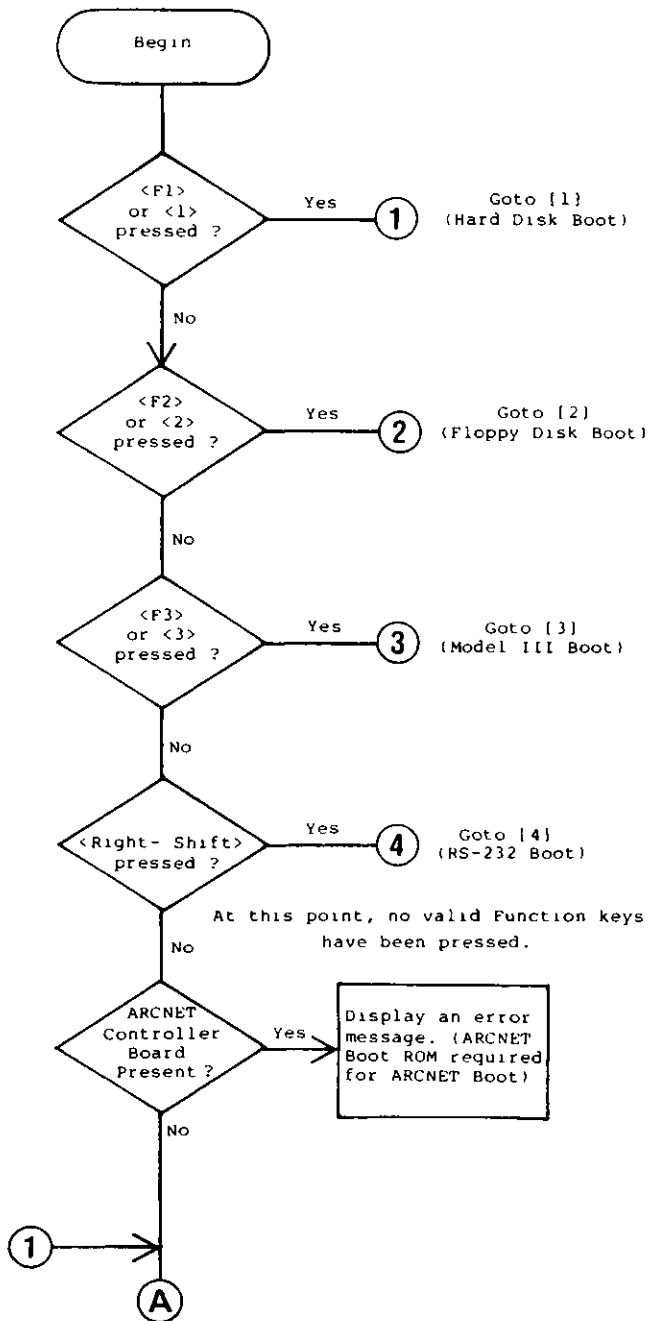 Begin
<F1>
or <1>
pressed ?
Yes
1
Goto [1]
(Hard Disk Boot)
No
<F2>
or <2>
pressed ?
Yes
2
Goto [2]
(Floppy Disk Boot)
No
<F3>
or <3>
pressed ?
Yes
3
Goto [3]
(Model III Boot)
No
<Right- Shift>
pressed ?
Yes
4
Goto [4]
(RS-232 Boot)
At this point, no valid Function keys
have been pressed.
No
ARCNET
Controller
Board
Present ?
Yes
Display an error
message. (ARCNET
Boot ROM required
for ARCNET Boot)
No
1
A